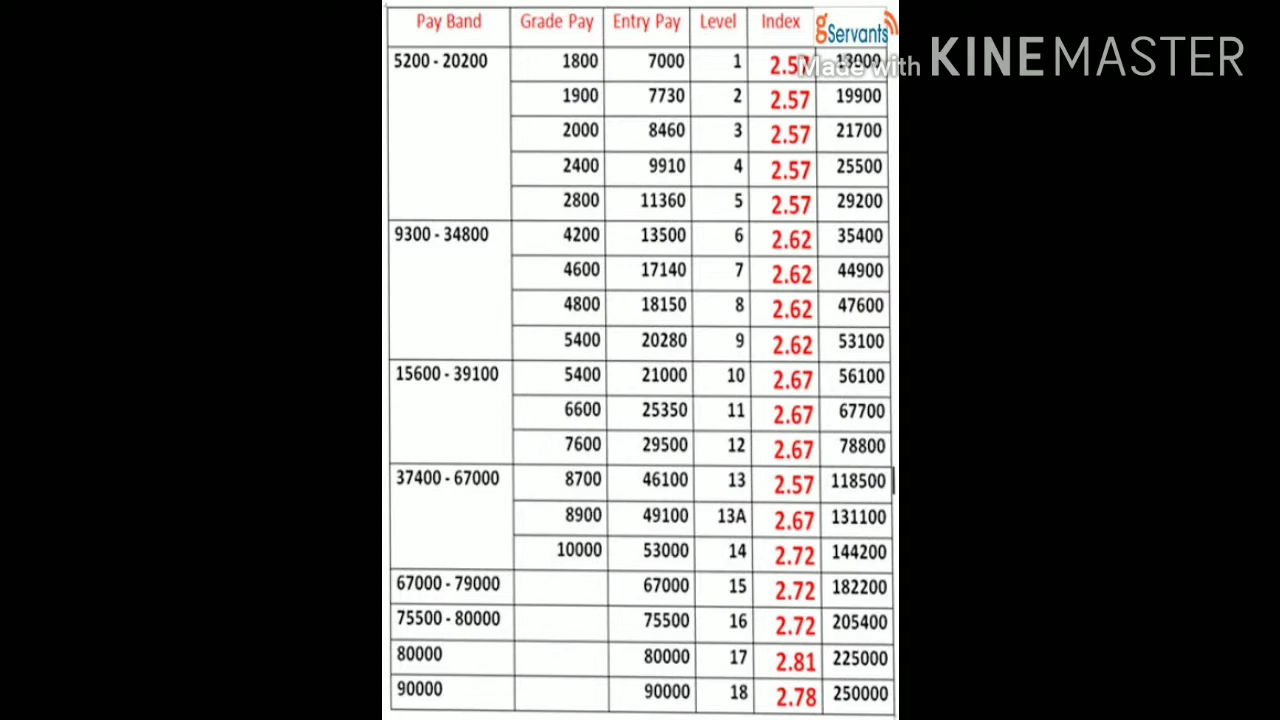 Pay Band Grade Pay Entry Pay Level Index gServants
Made with KINEMASTER
5200 - 20200 1800 7000 1 2.57
1900 7730 2 2.57 19900
2000 8460 3 2.57 21700
2400 9910 4 2.57 25500
2800 11360 5 2.57 29200
9300 - 34800 4200 13500 6 2.62 35400
4600 17140 7 2.62 44900
4800 18150 8 2.62 47600
5400 20280 9 2.62 53100
15600 - 39100 5400 21000 10 2.67 56100
6600 25350 11 2.67 67700
7600 29500 12 2.67 78800
37400 - 67000 8700 46100 13 2.57 118500
8900 49100 13A 2.67 131100
10000 53000 14 2.72 144200
67000 - 79000 67000 15 2.72 182200
75500 - 80000 75500 16 2.72 205400
80000 80000 17 2.81 225000
90000 90000 18 2.78 250000